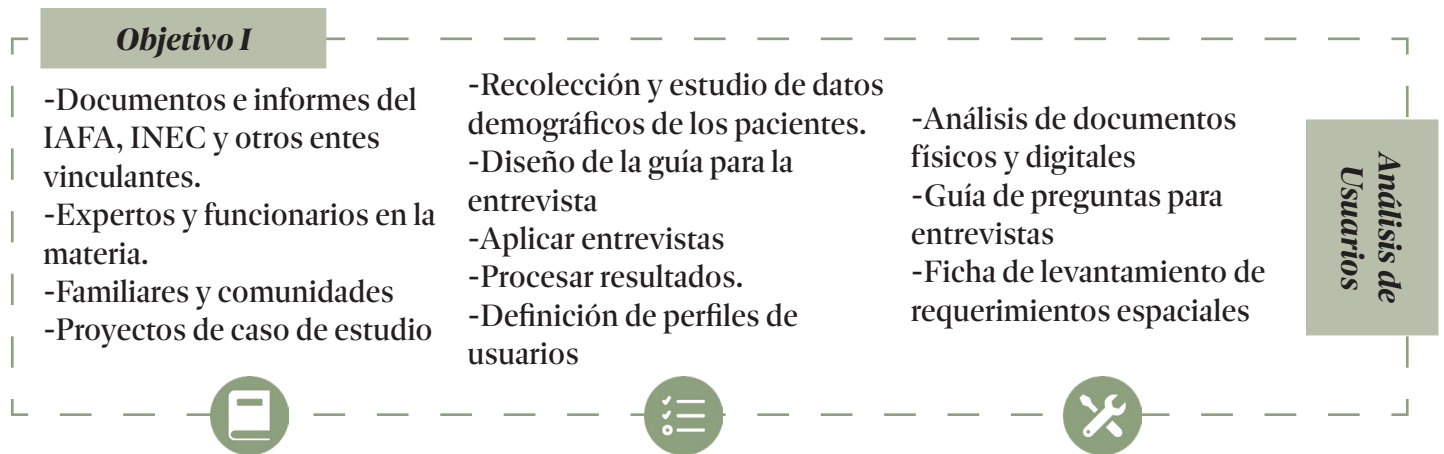 Objetivo I
-Documentos e informes del
IAFA, INEC y otros entes
vinculantes.
-Expertos y funcionarios en la
materia.
-Familiares y comunidades
-Proyectos de caso de estudio
-Recolección y estudio de datos
demográficos de los pacientes.
-Diseño de la guía para la
entrevista
-Aplicar entrevistas
-Procesar resultados.
-Definición de perfiles de
usuarios
-Análisis de documentos
físicos y digitales
-Guía de preguntas para
entrevistas
-Ficha de levantamiento de
requerimientos espaciales
Análisis de
Usuarios